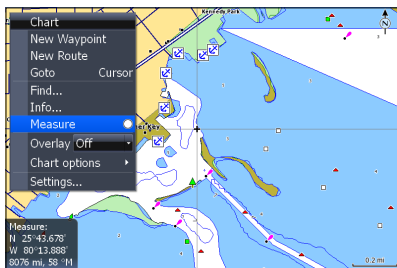 Kennedy Park
Chart
New Waypoint
New Route
Goto Cursor
Find...
Info...
Measure
Overlay Off
Chart options
Settings...
Measure:
N 25°43.678'
W 80°13.888'
8076 mi, 58 °M
N
0.2 mi